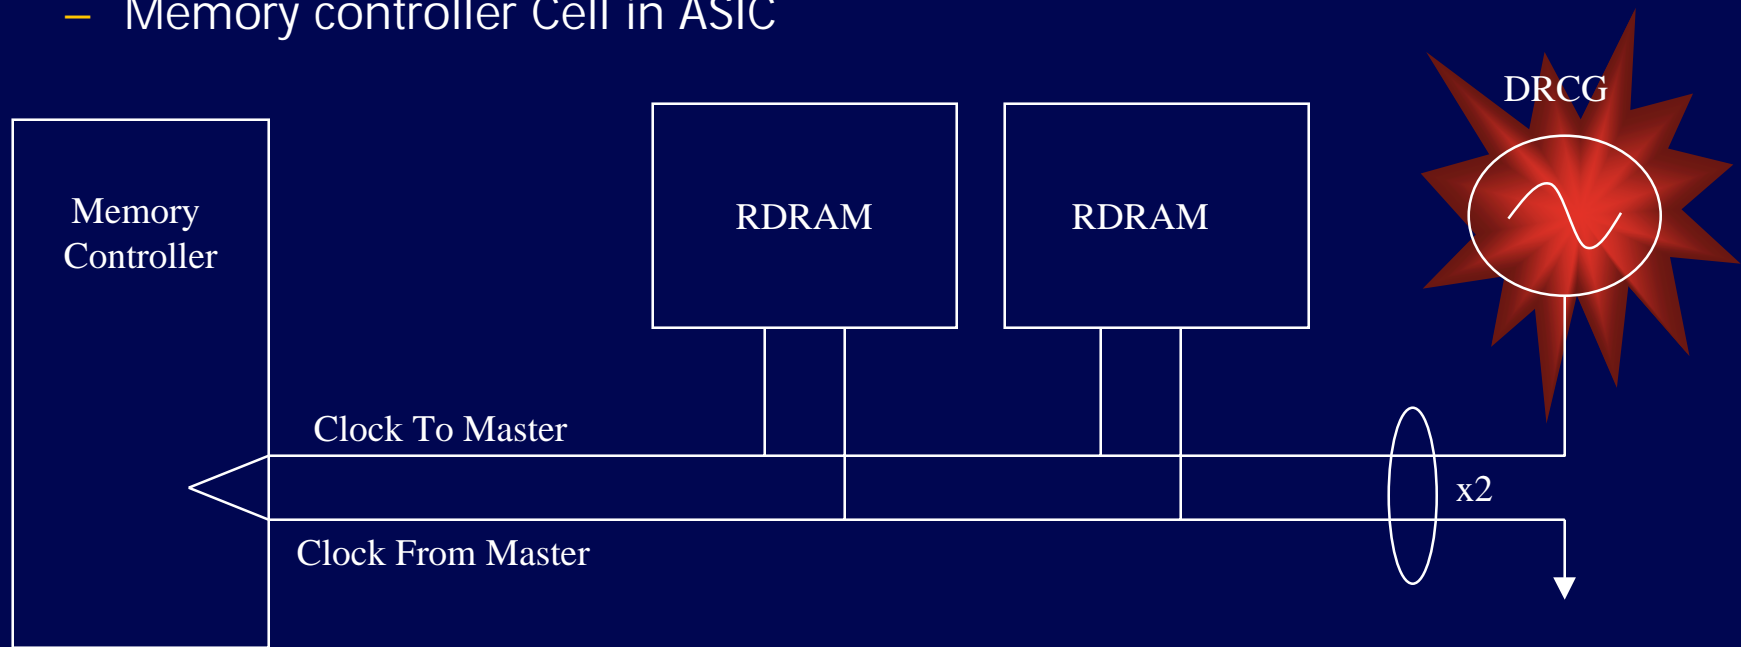 – Memory controller Cell in ASIC
DRCG
Memory
Controller
RDRAM
RDRAM
Clock To Master
x2
Clock From Master